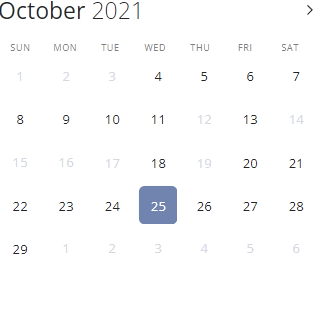 October 2021
SUN MON TUE WED THU FRI SAT
1 2 3 4 5 6 7
8 9 10 11 12 13 14
15 16 17 18 19 20 21
22 23 24 25 26 27 28
29 1 2 3 4 5 6